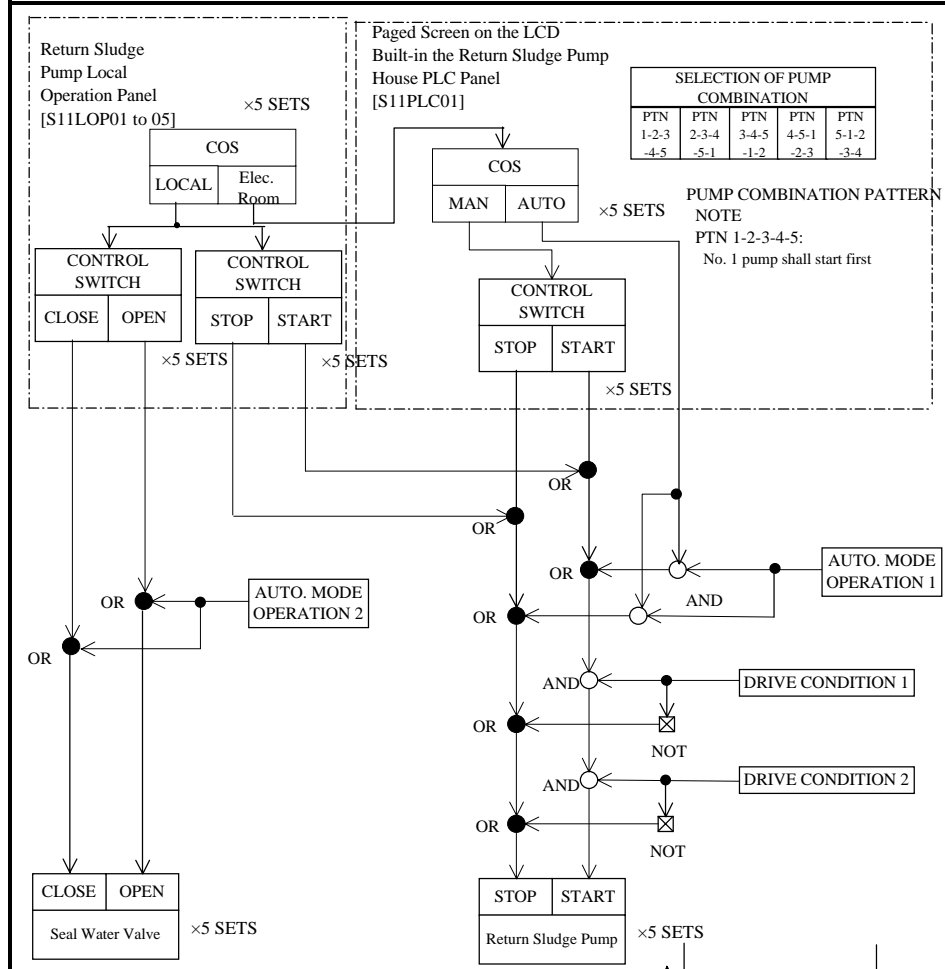 Return Sludge
Pump Local
Operation Panel
[S11LOP01 to 05]
×5 SETS
COS
LOCAL
Elec.
Room
CONTROL
SWITCH
CLOSE
OPEN
×5 SETS
CONTROL
SWITCH
STOP
START
×5 SETS
Paged Screen on the LCD
Built-in the Return Sludge Pump
House PLC Panel
[S11PLC01]
COS
MAN
AUTO
×5 SETS
CONTROL
SWITCH
STOP
START
×5 SETS
SELECTION OF PUMP
COMBINATION
PTN
1-2-3
-4-5
PTN
2-3-4
-5-1
PTN
3-4-5
-1-2
PTN
4-5-1
-2-3
PTN
5-1-2
-3-4
PUMP COMBINATION PATTERN
NOTE
PTN 1-2-3-4-5:
No. 1 pump shall start first
OR
OR
OR
AND
AUTO. MODE
OPERATION 1
OR
OR
AUTO. MODE
OPERATION 2
OR
AND
DRIVE CONDITION 1
OR
NOT
AND
DRIVE CONDITION 2
OR
NOT
CLOSE
OPEN
Seal Water Valve
×5 SETS
STOP
START
Return Sludge Pump
×5 SETS